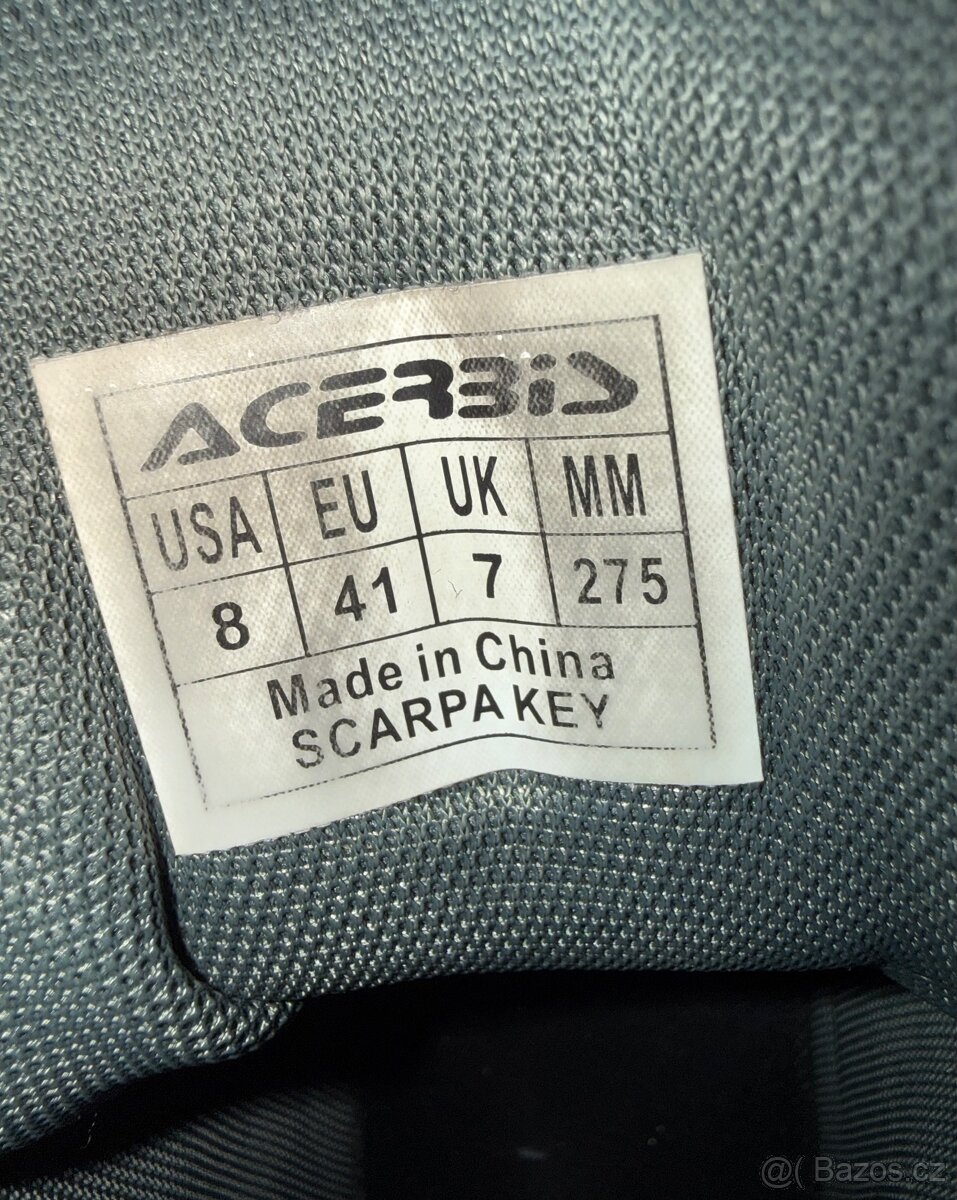 ACERBIS
USA EU UK MM
8 41 7 275
Made in China
SCARPA KEY
@( Bazos.cz